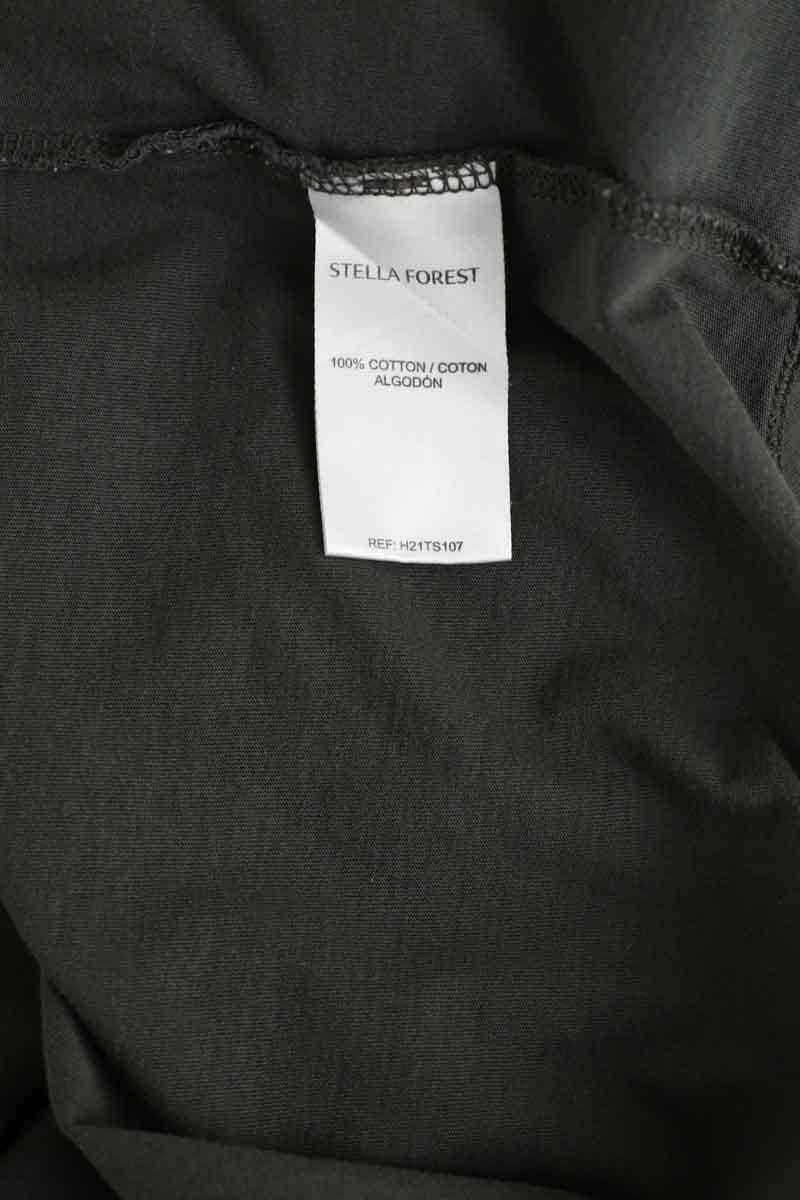 STELLA FOREST
100% COTTON / COTON
ALGODÓN
REF: H21TS107